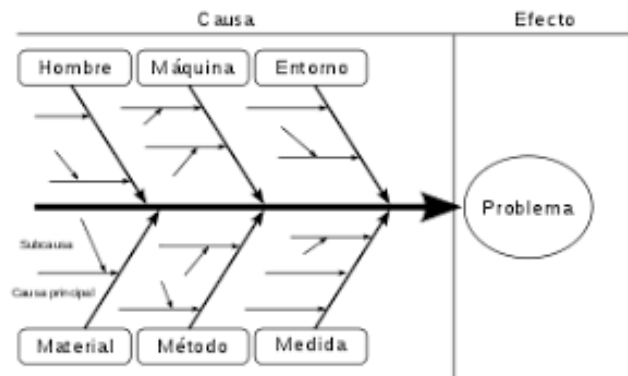 Causa
Efecto
Hombre
Máquina
Entorno
Problema
Subcausa
Causa principal
Material
Método
Medida